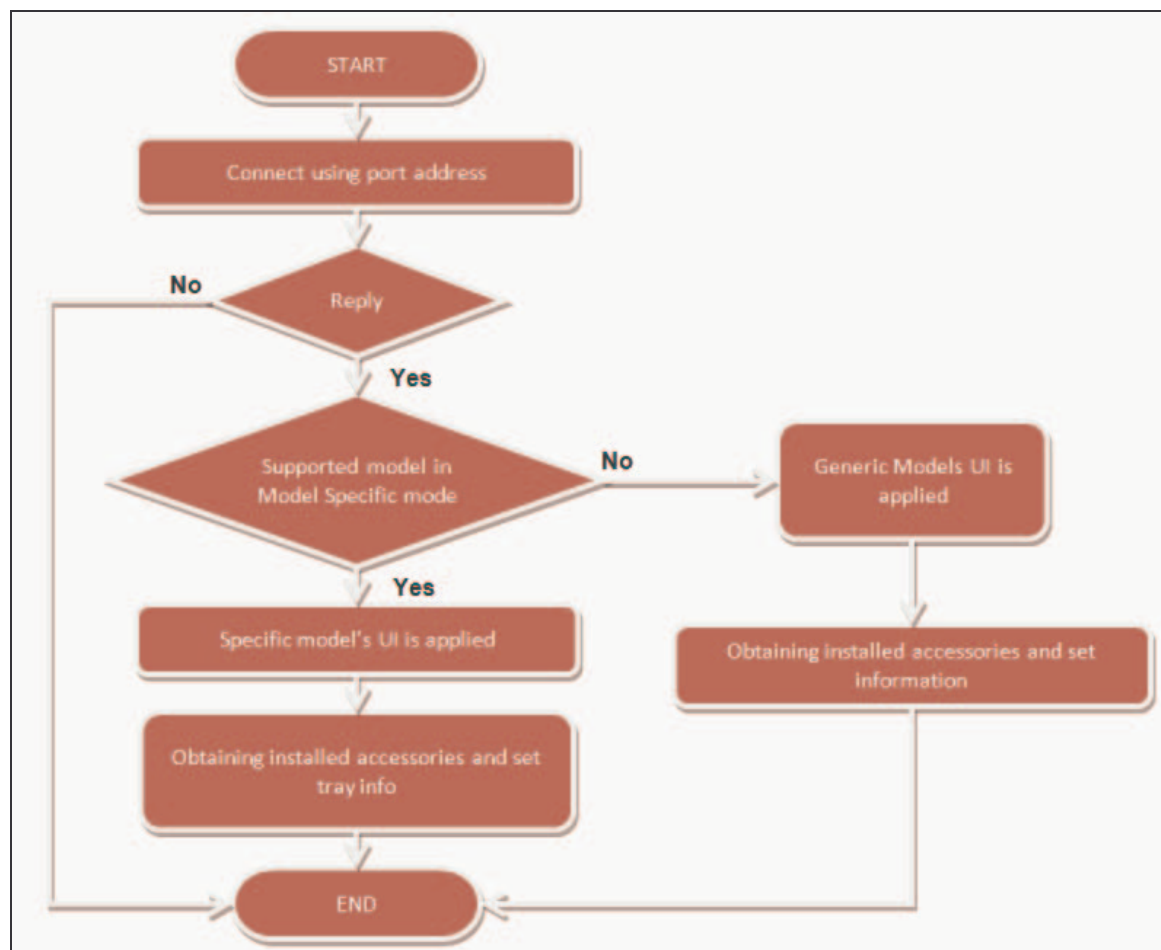 START
Connect using port address
No
Reply
Yes
Supported model in
Model Specific mode
No
Generic Models UI is
applied
Yes
Specific model's UI is applied
Obtaining installed accessories and set
information
Obtaining installed accessories and set
tray info
END